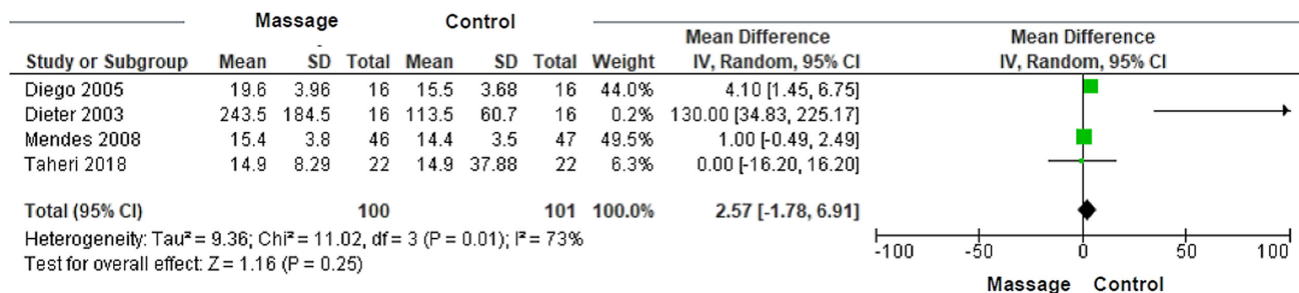 Massage Control Mean Difference Mean Difference
Study or Subgroup Mean SD Total Mean SD Total Weight IV, Random, 95% CI IV, Random, 95% CI
Diego 2005 19.6 3.96 16 15.5 3.68 16 44.0% 4.10 [1.45, 6.75]
Dieter 2003 243.5 184.5 16 113.5 60.7 16 0.2% 130.00 [34.83, 225.17]
Mendes 2008 15.4 3.8 46 14.4 3.5 47 49.5% 1.00 [-0.49, 2.49]
Taheri 2018 14.9 8.29 22 14.9 37.88 22 6.3% 0.00 [-16.20, 16.20]
Total (95% CI) 100 101 100.0% 2.57 [-1.78, 6.91]
Heterogeneity: Tau² = 9.36; Chi² = 11.02, df = 3 (P = 0.01); I² = 73%
Test for overall effect: Z = 1.16 (P = 0.25)
-100 -50 0 50 100
Massage Control